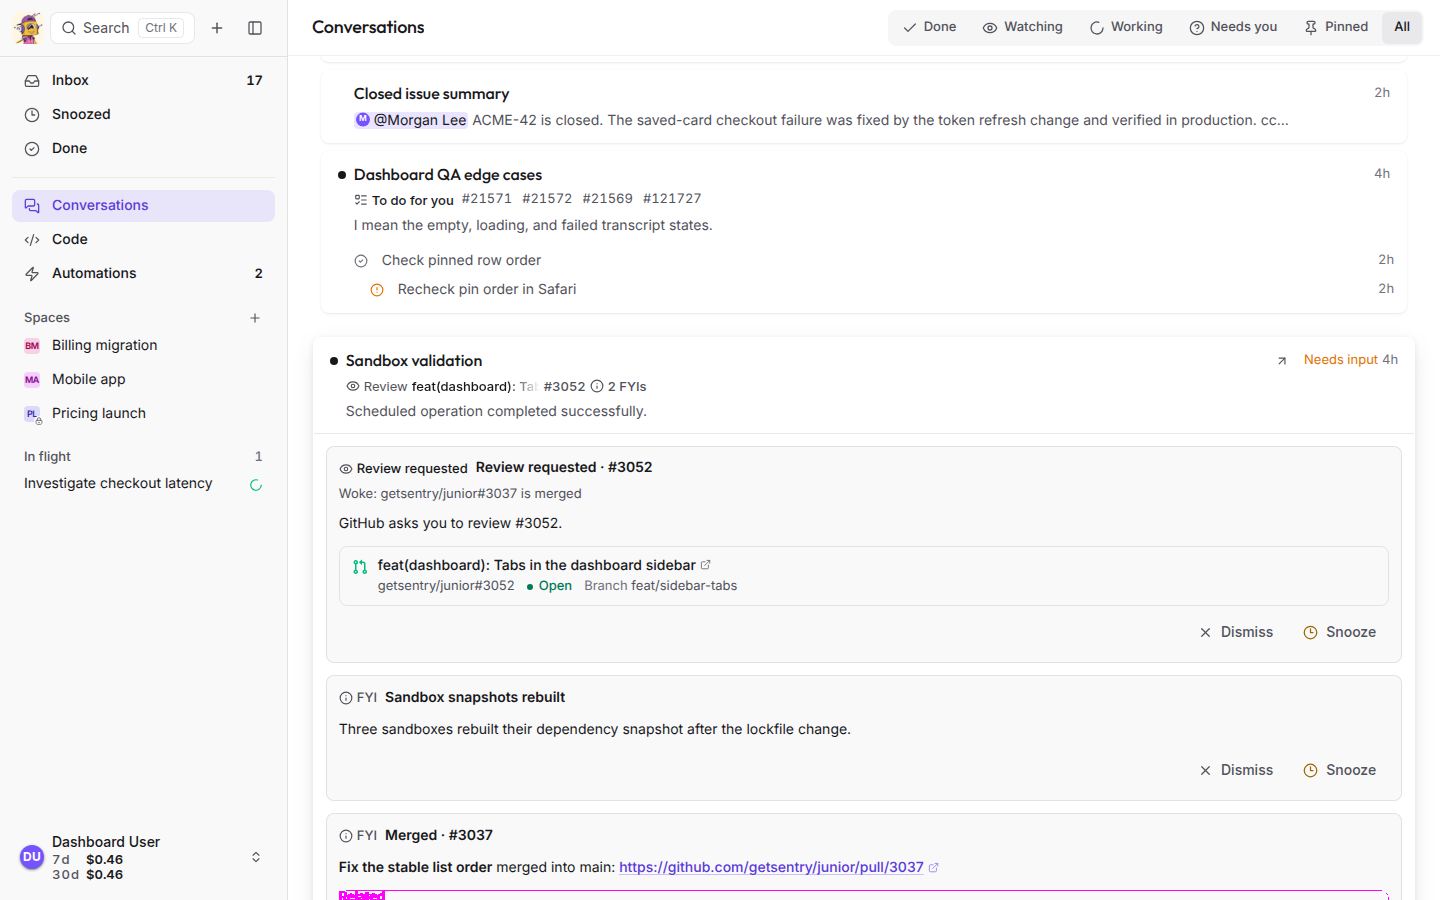 Search Ctrl K
Inbox 17
Snoozed
Done
Conversations
Code
Automations 2
Spaces
BM Billing migration
MA Mobile app
PL Pricing launch
In flight 1
Investigate checkout latency
DU Dashboard User
7d $0.46
30d $0.46
Conversations
Done Watching Working Needs you Pinned All
Closed issue summary 2h
M @Morgan Lee ACME-42 is closed. The saved-card checkout failure was fixed by the token refresh change and verified in production. cc...
Dashboard QA edge cases 4h
To do for you #21571 #21572 #21569 #121727
I mean the empty, loading, and failed transcript states.
Check pinned row order 2h
Recheck pin order in Safari 2h
Sandbox validation Needs input 4h
Review feat(dashboard): Tab #3052 2 FYIs
Scheduled operation completed successfully.
Review requested Review requested · #3052
Woke: getsentry/junior#3037 is merged
GitHub asks you to review #3052.
feat(dashboard): Tabs in the dashboard sidebar
getsentry/junior#3052 Open Branch feat/sidebar-tabs
Dismiss Snooze
FYI Sandbox snapshots rebuilt
Three sandboxes rebuilt their dependency snapshot after the lockfile change.
Dismiss Snooze
FYI Merged · #3037
Fix the stable list order merged into main: https://github.com/getsentry/junior/pull/3037